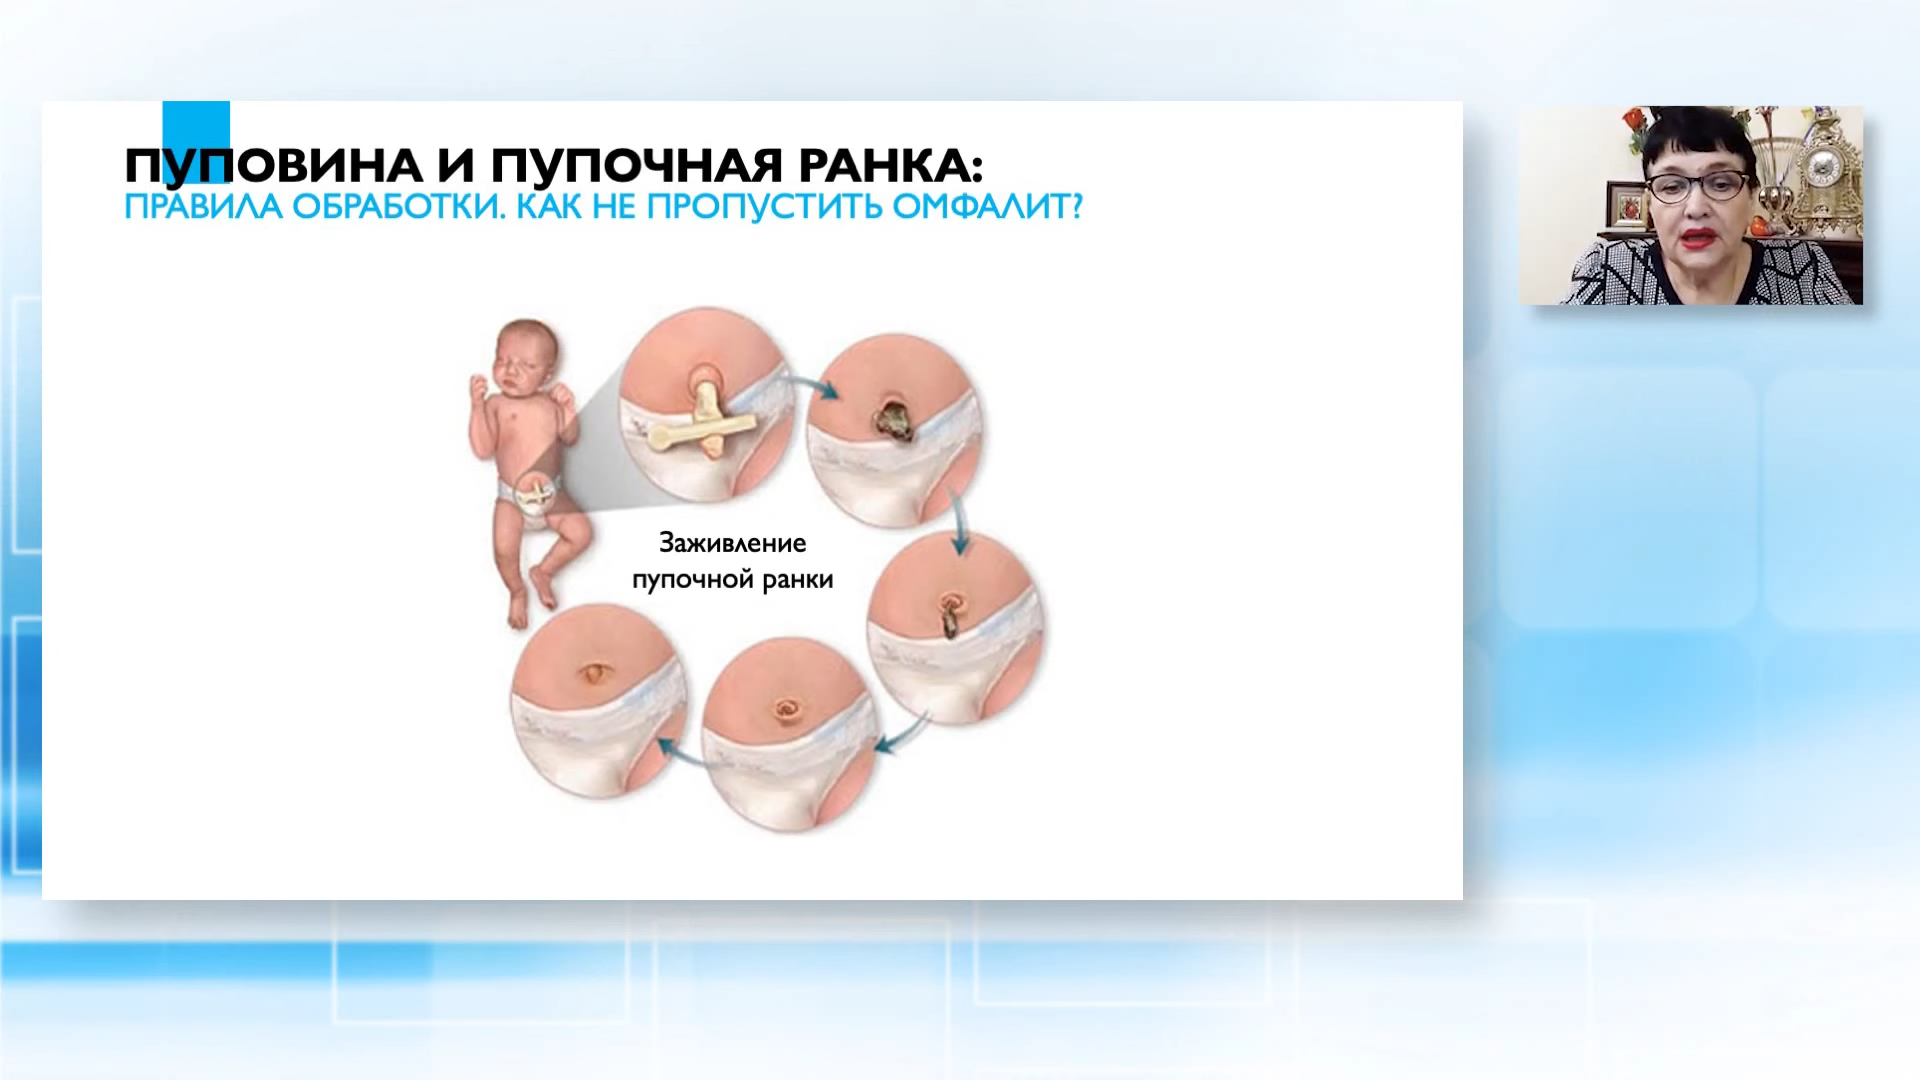 ПУПОВИНА И ПУПОЧНАЯ РАНКА:
ПРАВИЛА ОБРАБОТКИ. КАК НЕ ПРОПУСТИТЬ ОМФАЛИТ?
Заживление
пупочной ранки